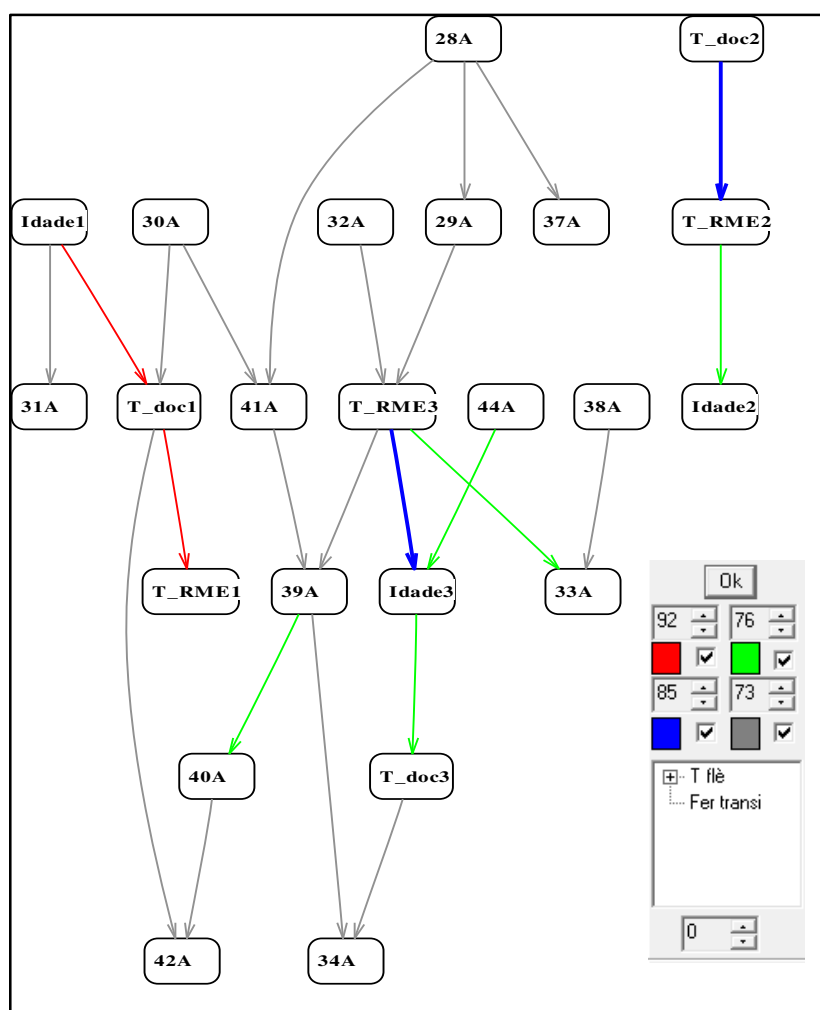 28A
T_doc2
Idade1
30A
32A
29A
37A
T_RME2
31A
T_doc1
41A
T_RME3
44A
38A
Idade2
T_RME1
39A
Idade3
33A
Ok
92 76
85 73
40A
T_doc3
T flè
Fer transi
0
42A
34A